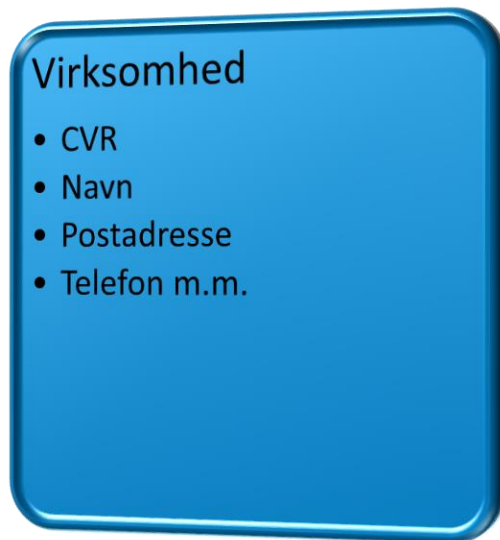 Virksomhed
• CVR
• Navn
• Postadresse
• Telefon m.m.